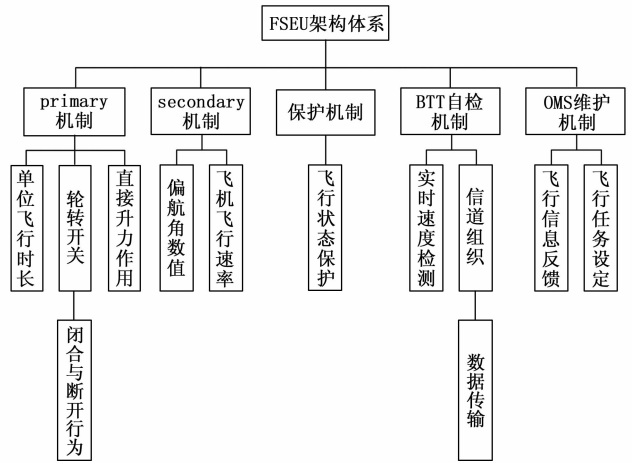 FSEU架构体系
primary
机制
secondary
机制
保护机制
BTT自检
机制
OMS维护
机制
单位飞行时长
轮转开关
直接升力作用
偏航角数值
飞机飞行速率
飞行状态保护
实时速度检测
信道组织
飞行信息反馈
飞行任务设定
闭合与断开行为
数据传输